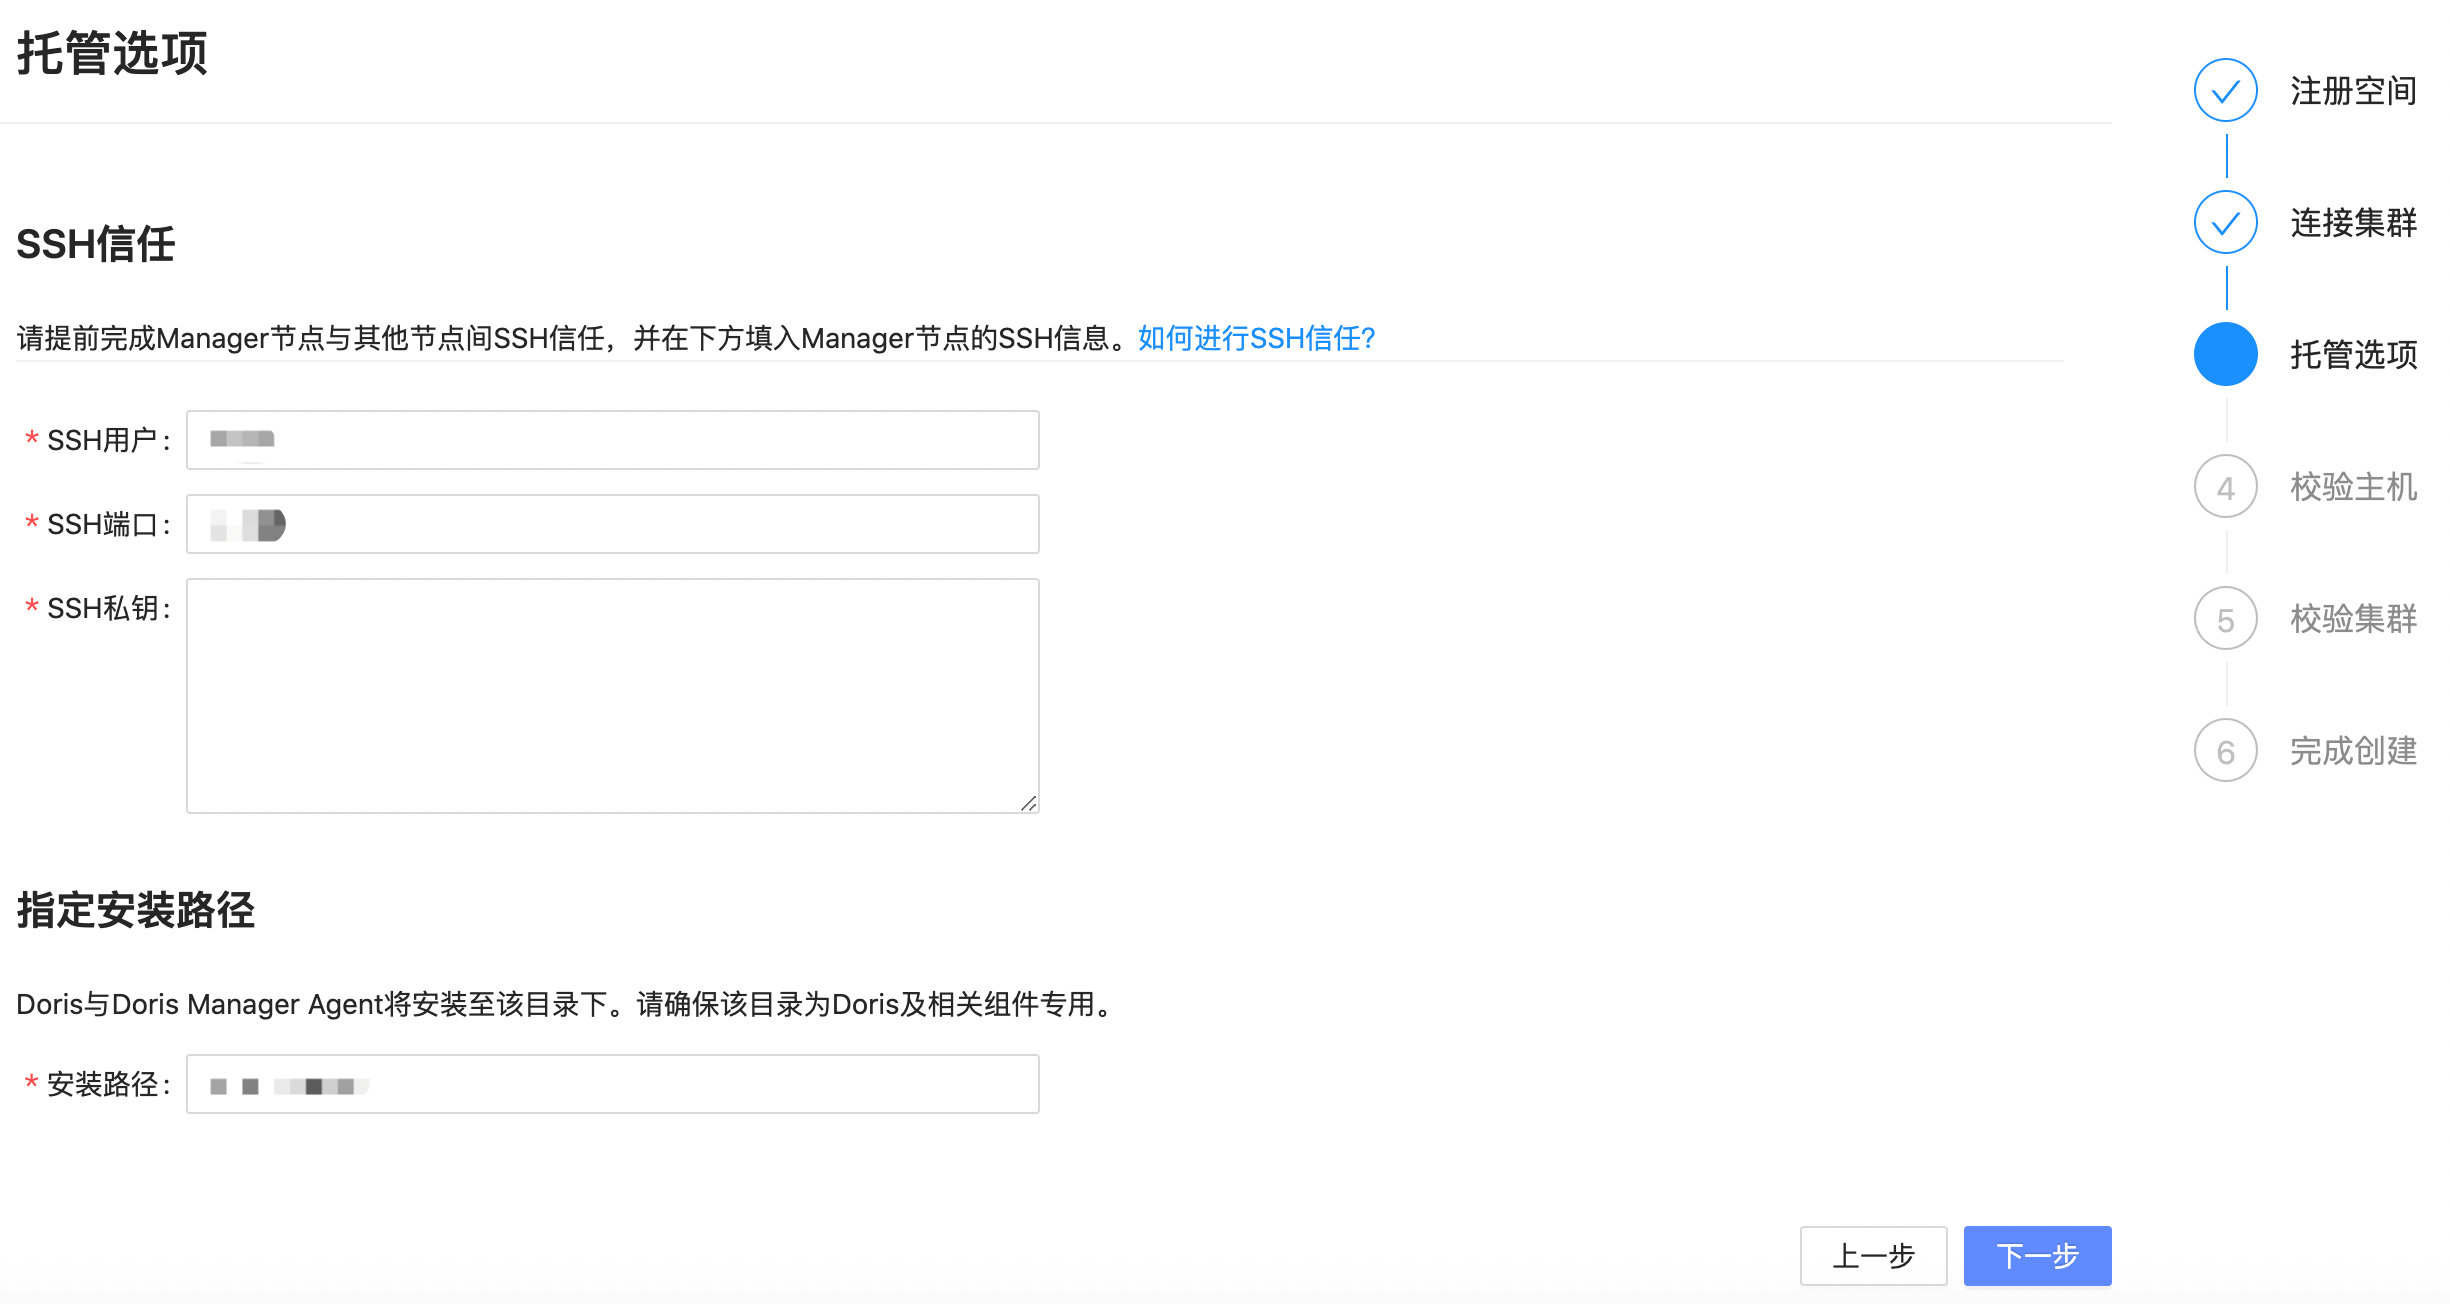 托管选项
SSH信任
请提前完成Manager节点与其他节点间SSH信任，并在下方填入Manager节点的SSH信息。如何进行SSH信任?
* SSH用户:
* SSH端口:
* SSH私钥:
指定安装路径
Doris与Doris Manager Agent将安装至该目录下。请确保该目录为Doris及相关组件专用。
* 安装路径:
上一步
下一步
注册空间
连接集群
托管选项
4 校验主机
5 校验集群
6 完成创建